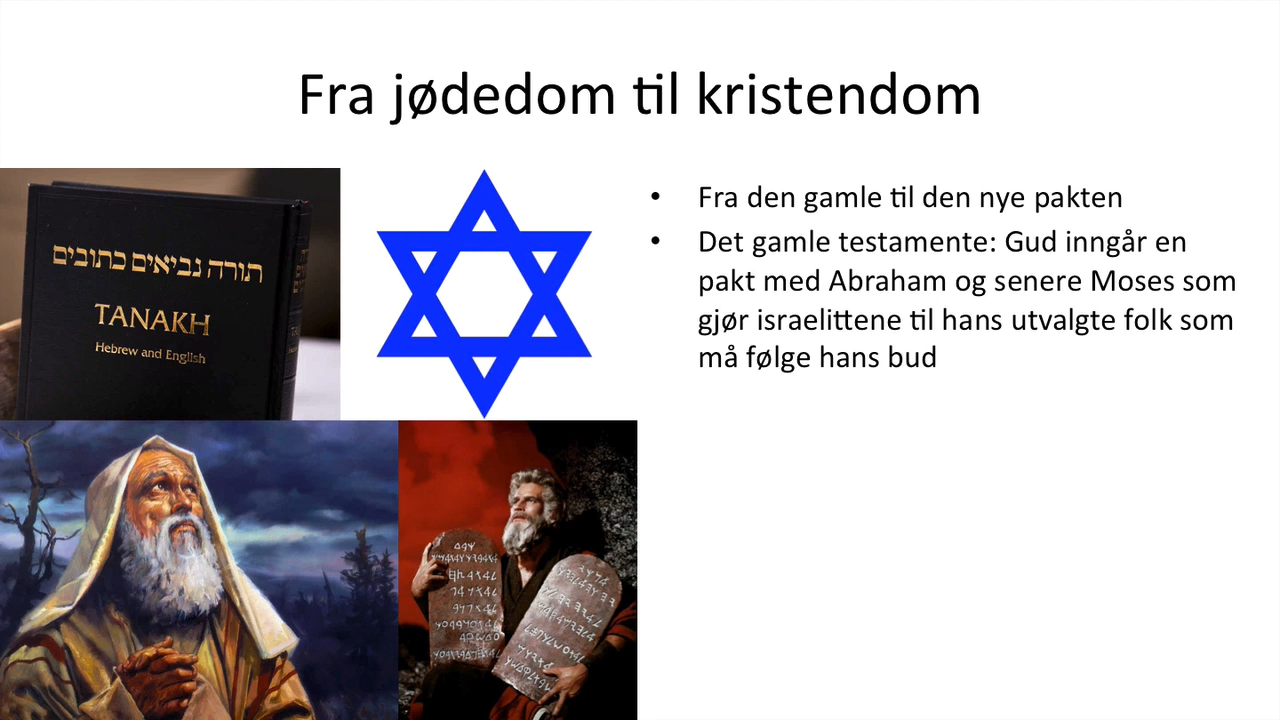 Fra jødedom til kristendom
תורה נביאים כתובים
TANAKH
Hebrew and English
• Fra den gamle til den nye pakten
• Det gamle testamente: Gud inngår en
pakt med Abraham og senere Moses som
gjør israelittene til hans utvalgte folk som
må følge hans bud